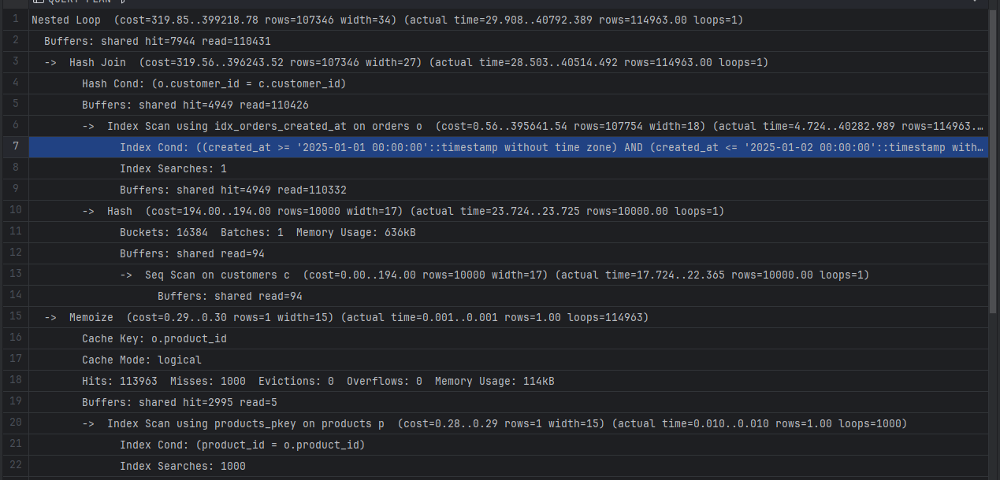 QUERY PLAN
1 Nested Loop  (cost=319.85..399218.78 rows=107346 width=34) (actual time=29.908..40792.389 rows=114963.00 loops=1)
2 Buffers: shared hit=7944 read=110431
3 ->  Hash Join  (cost=319.56..396243.52 rows=107346 width=27) (actual time=28.503..40514.492 rows=114963.00 loops=1)
4 Hash Cond: (o.customer_id = c.customer_id)
5 Buffers: shared hit=4949 read=110426
6 ->  Index Scan using idx_orders_created_at on orders o  (cost=0.56..395641.54 rows=107754 width=18) (actual time=4.724..40282.989 rows=114963.…
7 Index Cond: ((created_at >= '2025-01-01 00:00:00'::timestamp without time zone) AND (created_at <= '2025-01-02 00:00:00'::timestamp with…
8 Index Searches: 1
9 Buffers: shared hit=4949 read=110332
10 ->  Hash  (cost=194.00..194.00 rows=10000 width=17) (actual time=23.724..23.725 rows=10000.00 loops=1)
11 Buckets: 16384  Batches: 1  Memory Usage: 636kB
12 Buffers: shared read=94
13 ->  Seq Scan on customers c  (cost=0.00..194.00 rows=10000 width=17) (actual time=17.724..22.365 rows=10000.00 loops=1)
14 Buffers: shared read=94
15 ->  Memoize  (cost=0.29..0.30 rows=1 width=15) (actual time=0.001..0.001 rows=1.00 loops=114963)
16 Cache Key: o.product_id
17 Cache Mode: logical
18 Hits: 113963  Misses: 1000  Evictions: 0  Overflows: 0  Memory Usage: 114kB
19 Buffers: shared hit=2995 read=5
20 ->  Index Scan using products_pkey on products p  (cost=0.28..0.29 rows=1 width=15) (actual time=0.010..0.010 rows=1.00 loops=1000)
21 Index Cond: (product_id = o.product_id)
22 Index Searches: 1000